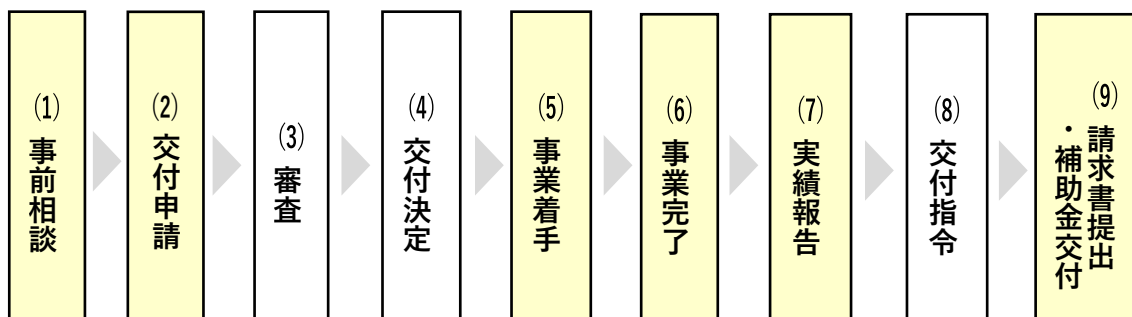 (1) 事前相談
(2) 交付申請
(3) 審査
(4) 交付決定
(5) 事業着手
(6) 事業完了
(7) 実績報告
(8) 交付指令
(9) 請求書提出
・補助金交付